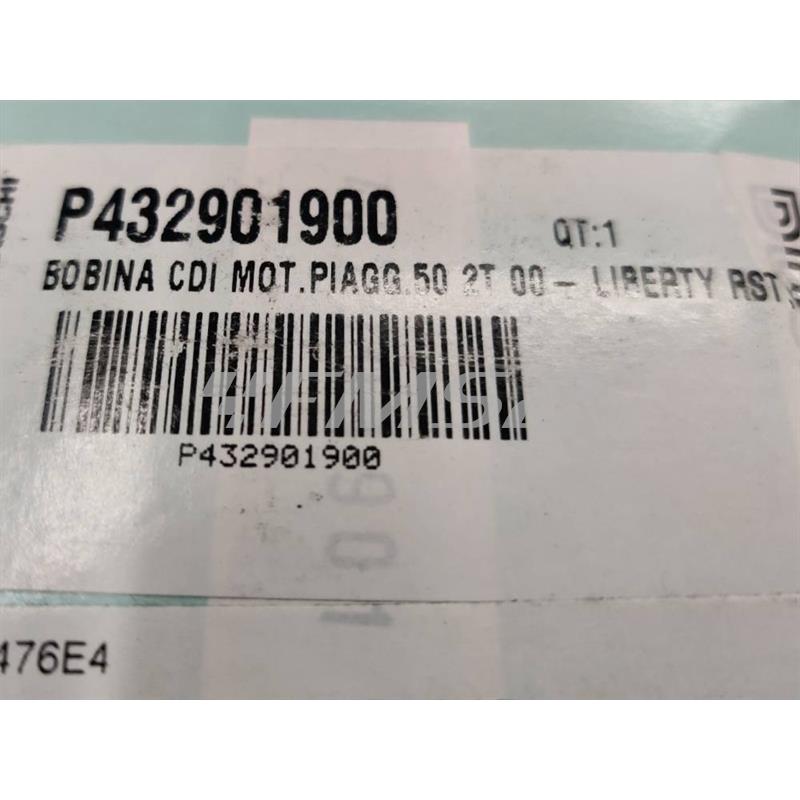 P432901900
QT:1
BOBINA CDI MOT.PIAGG.50 2T 00- LIBERTY RST
P432901900
476E4